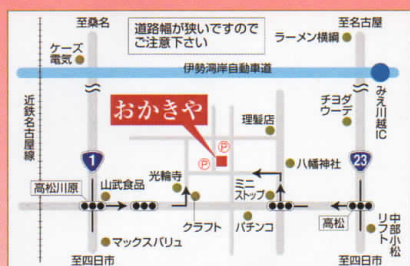 至桑名
道路幅が狭いですので
ご注意下さい
至名古屋
ケーズ
電気
ラーメン横綱
伊勢湾岸自動車道
みえ川越IC
近鉄名古屋線
チヨダ
ウーテ
おかきや
理髪店
P
P
1
23
八幡神社
高松川原
山武食品
光輪寺
ミニ
ストップ
クラフト
パチンコ
高松
中部小松
リフト
マックスバリュ
至四日市
至四日市